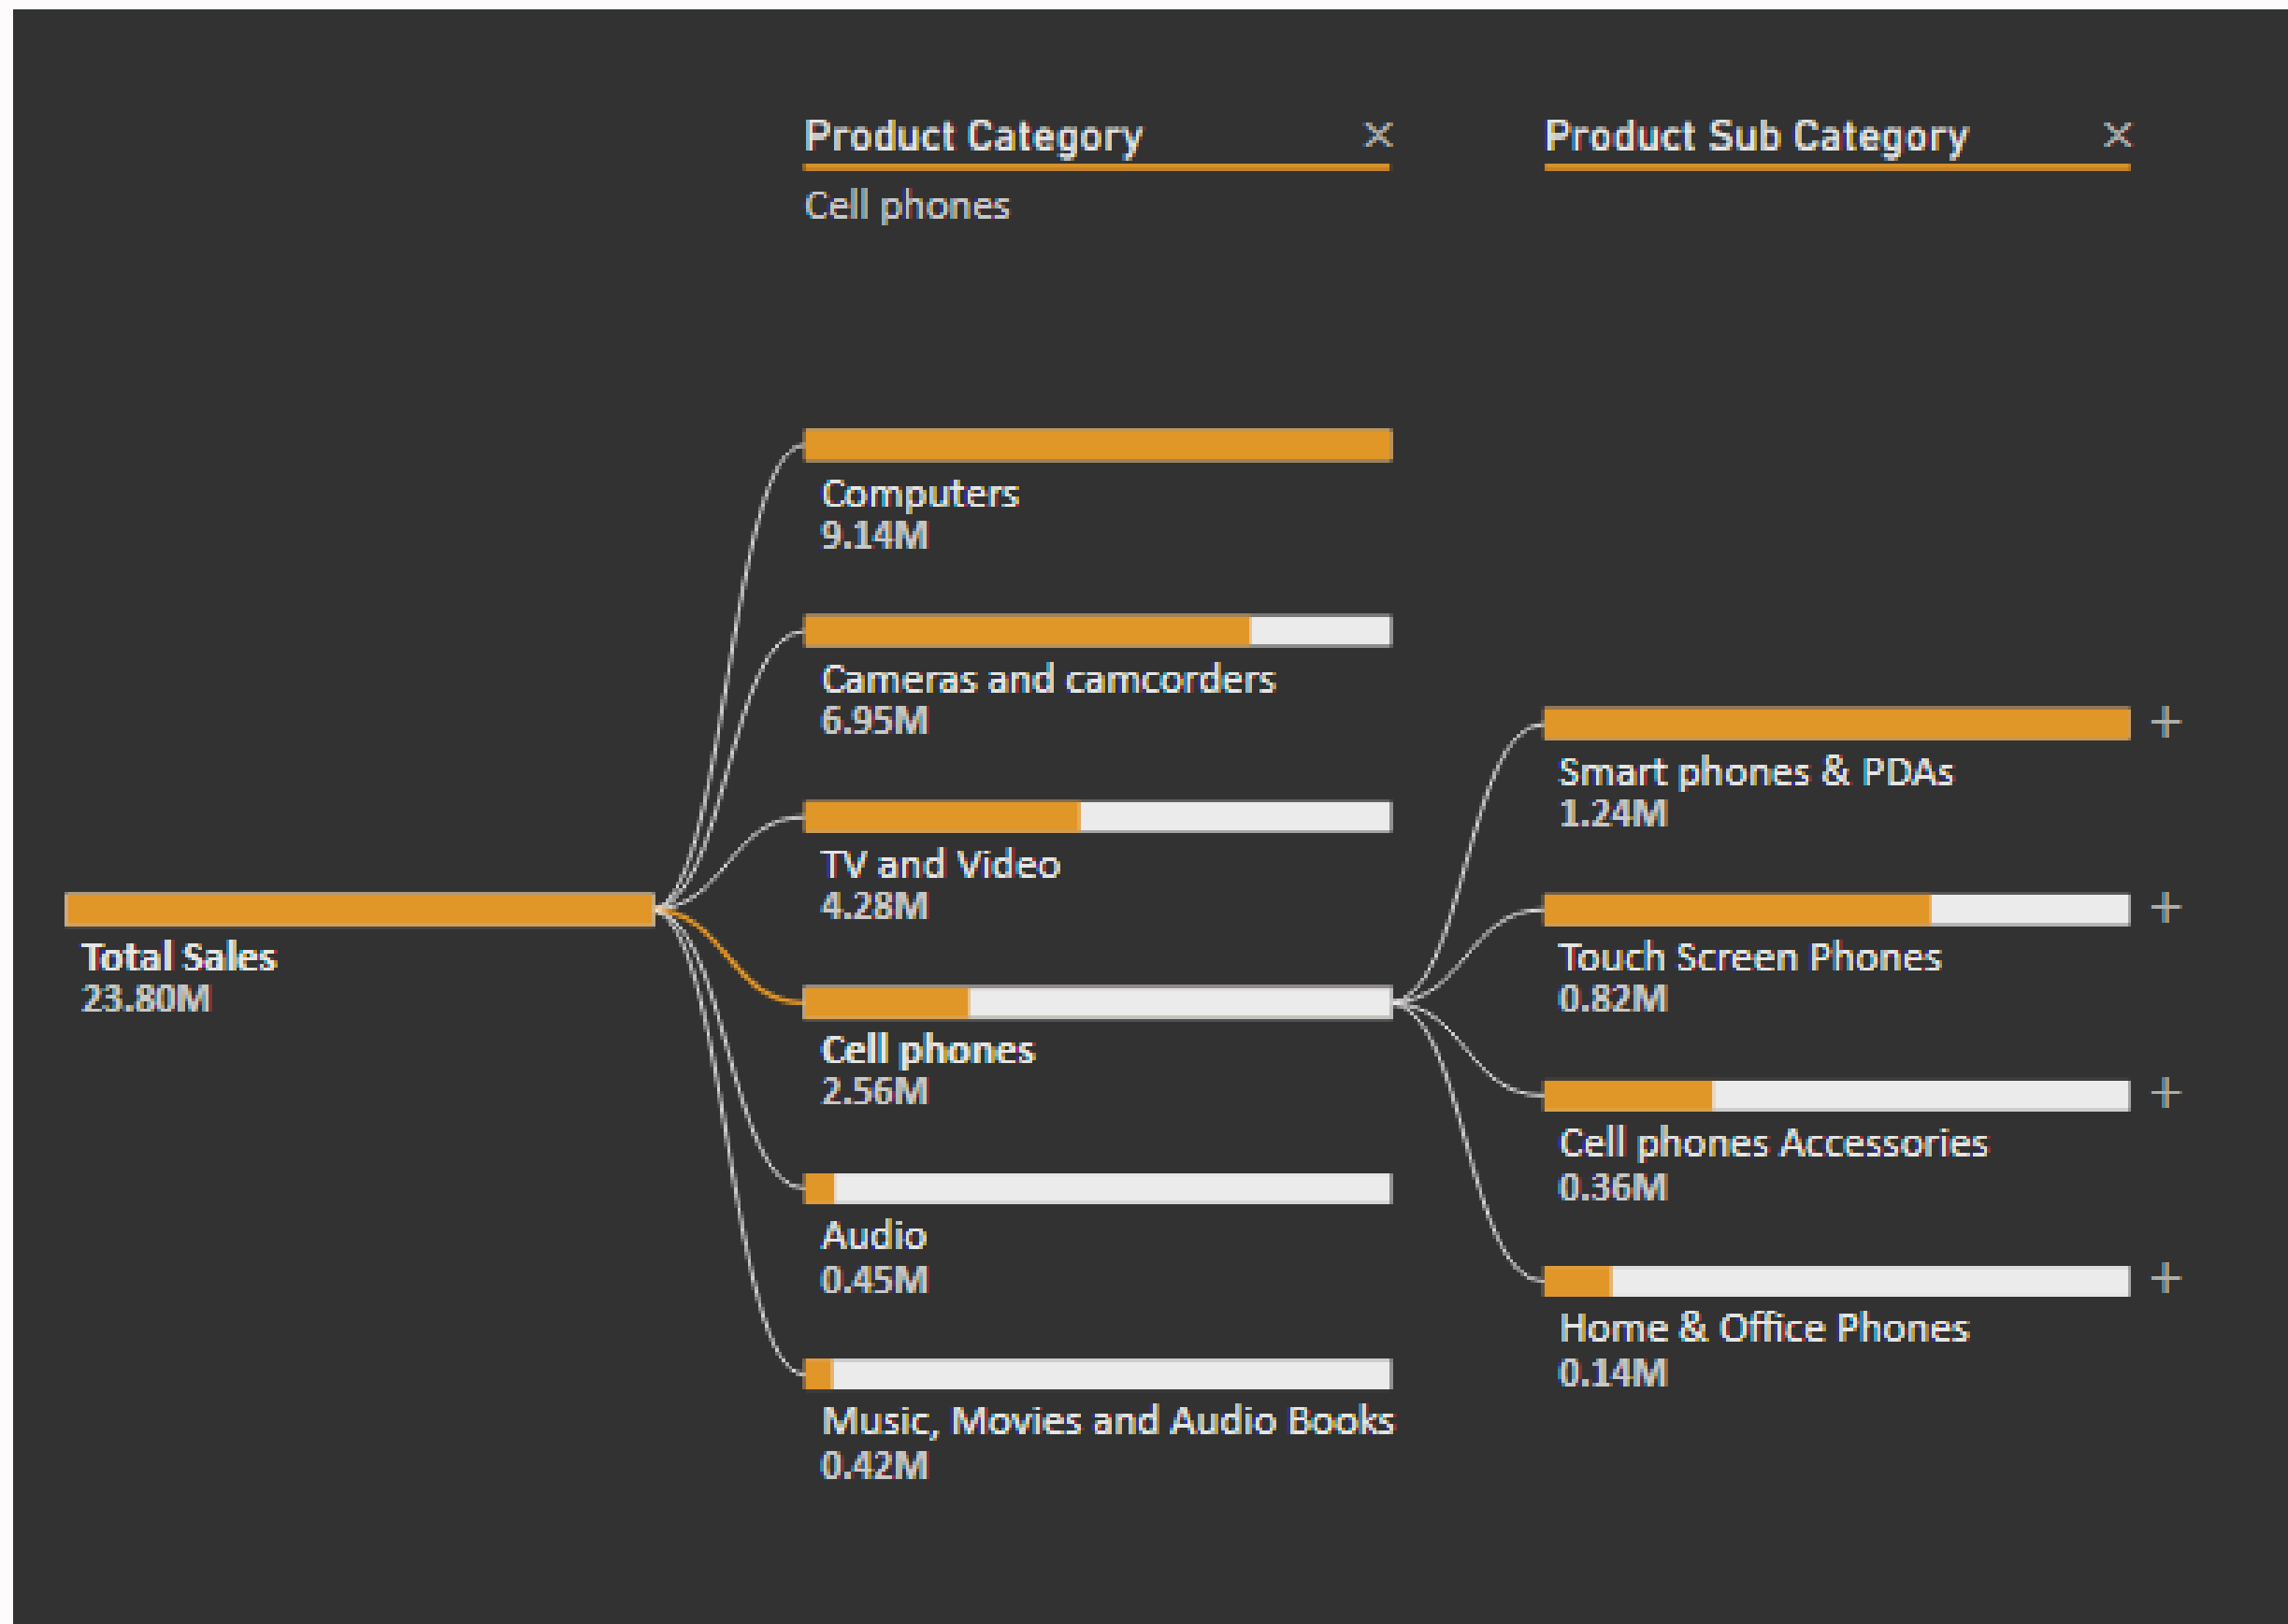 Product Category
Product Sub Category
Cell phones
Computers
9.14M
Cameras and camcorders
6.95M
TV and Video
4.28M
Total Sales
23.80M
Cell phones
2.56M
Audio
0.45M
Music, Movies and Audio Books
0.42M
Smart phones & PDAs
1.24M
Touch Screen Phones
0.82M
Cell phones Accessories
0.36M
Home & Office Phones
0.14M